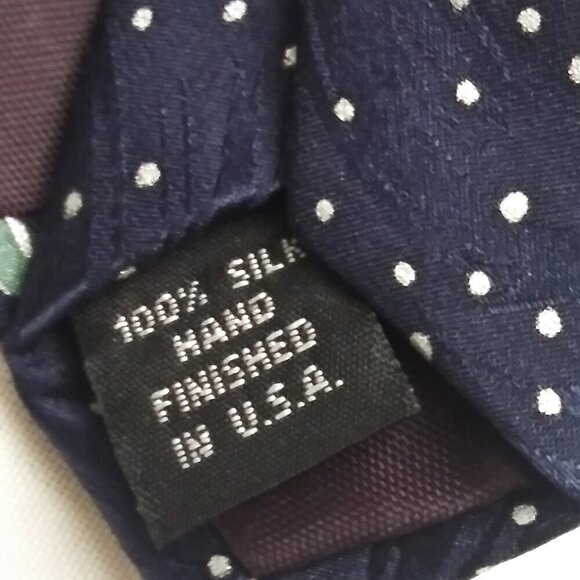 100% SILK
HAND
FINISHED
IN U.S.A.